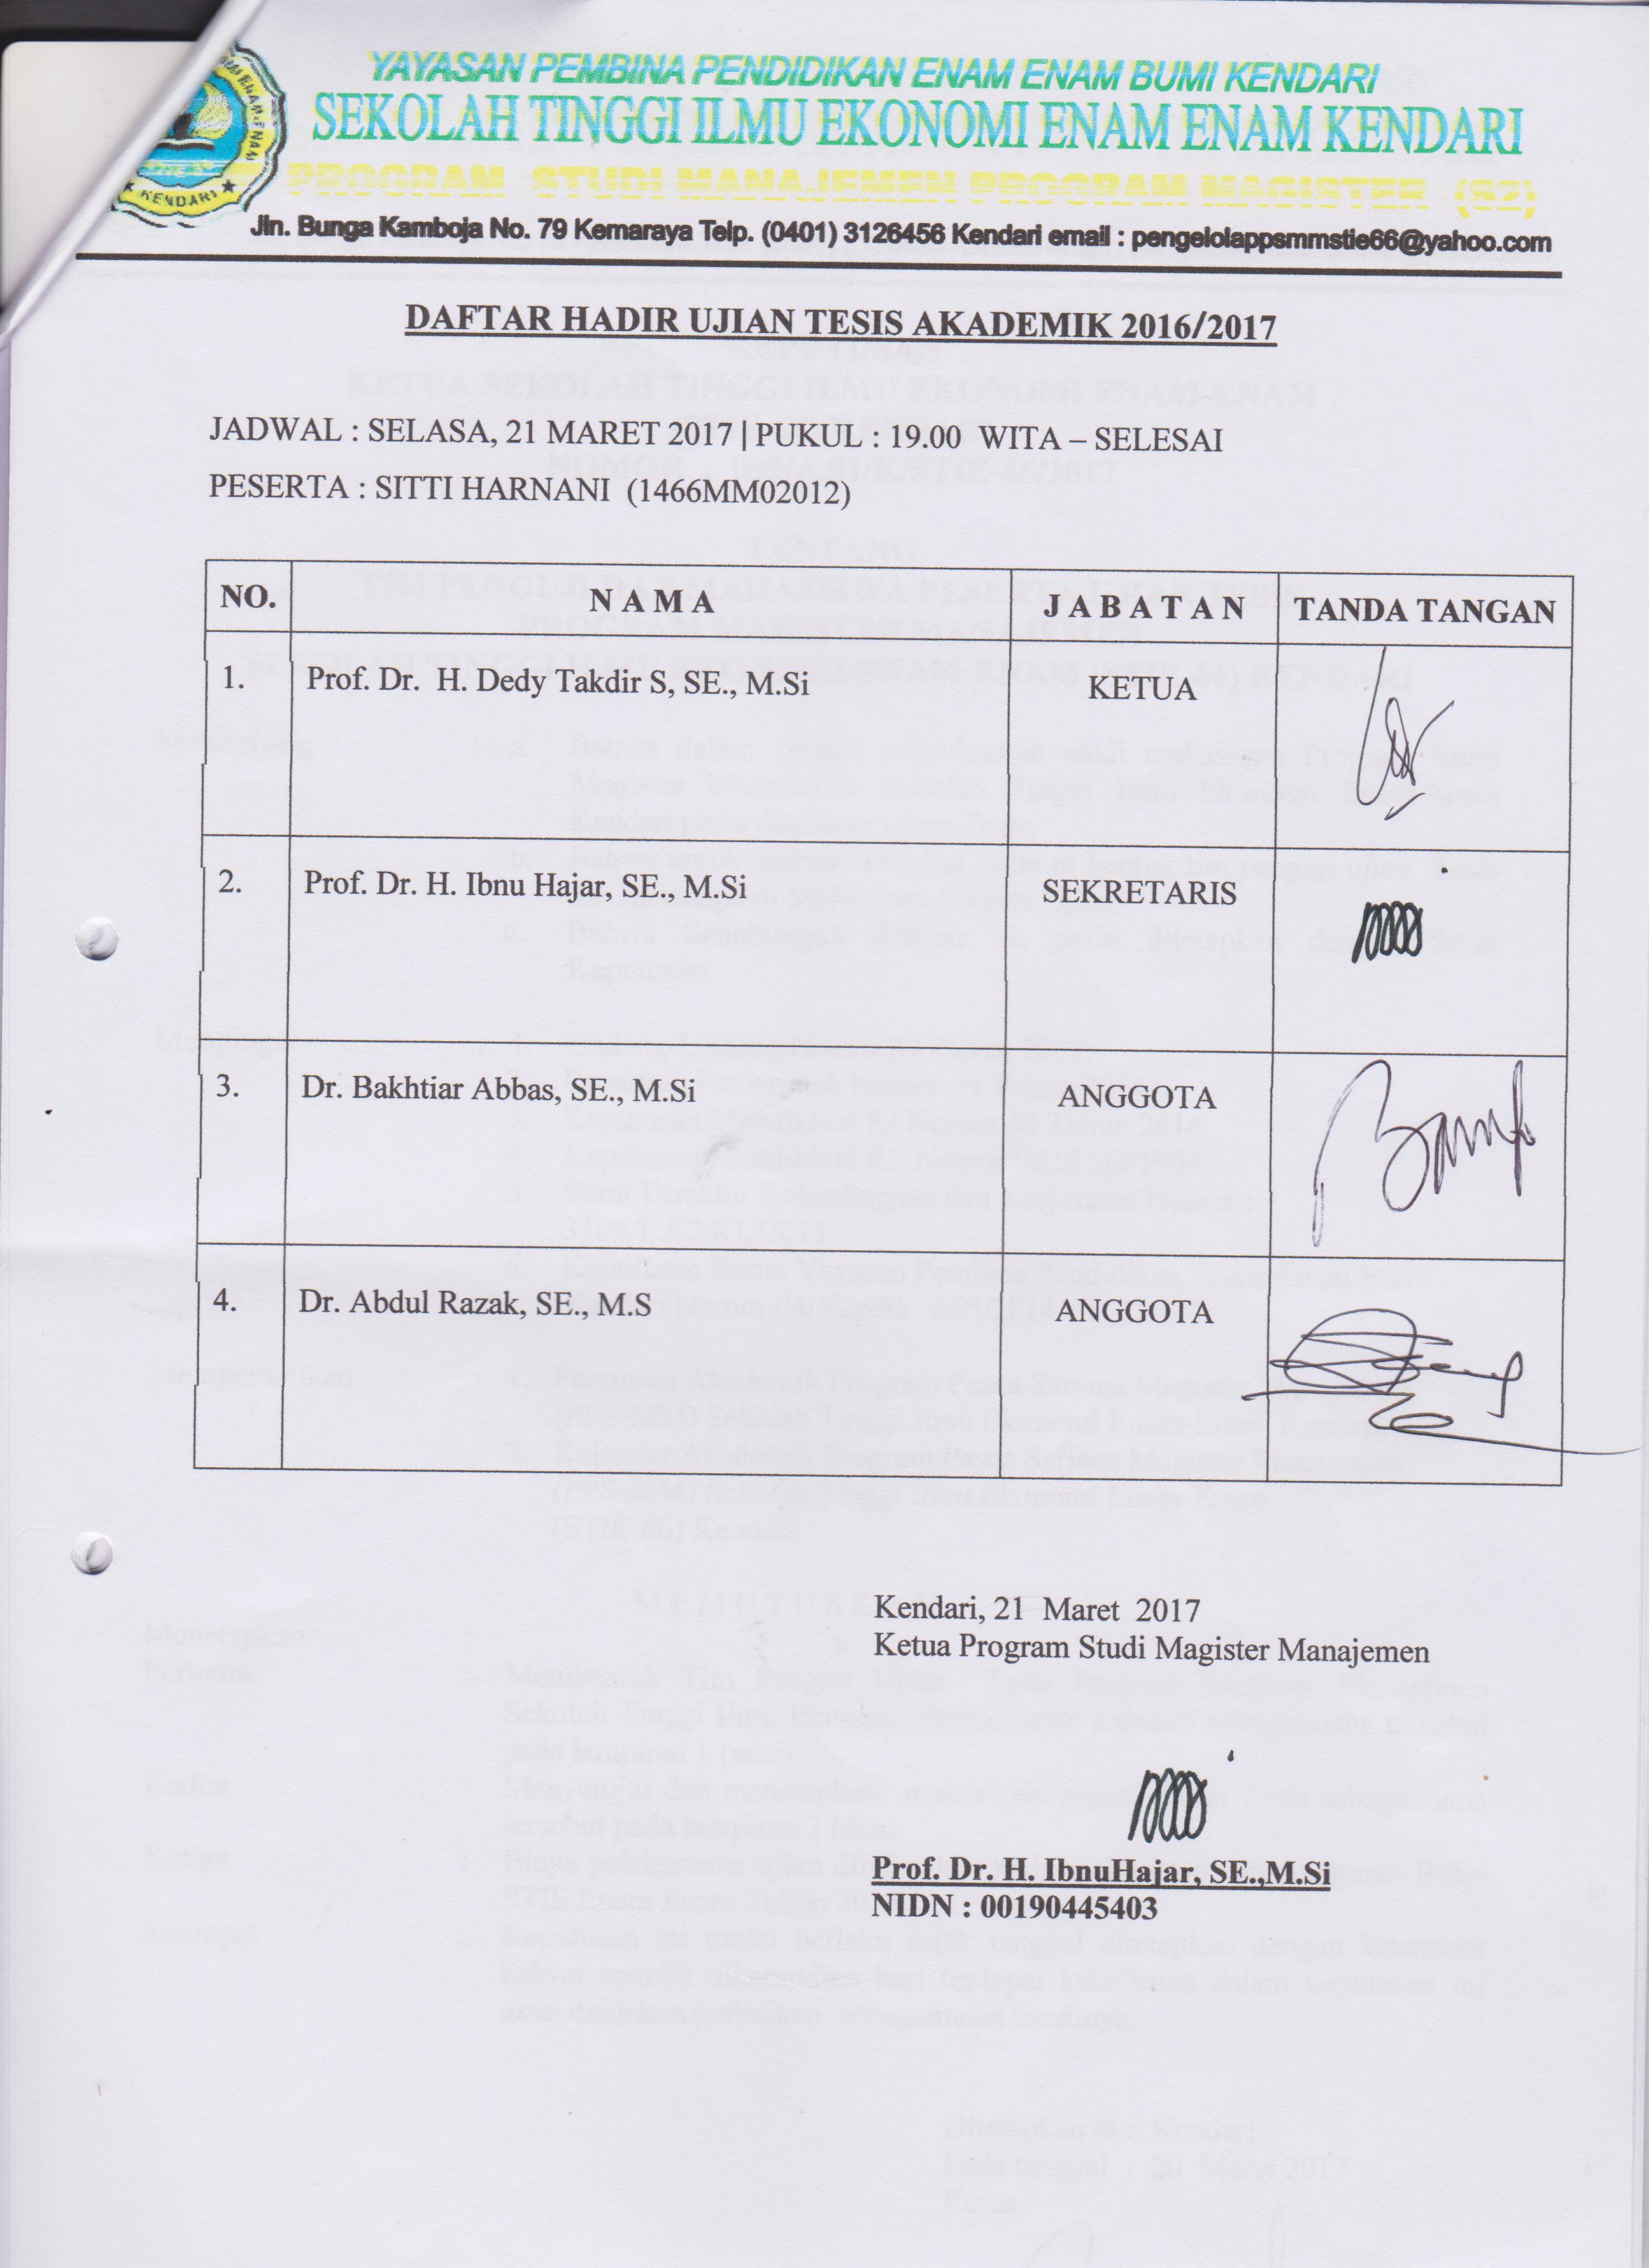 YAYASAN PEMBINA PENDIDIKAN ENAM ENAM BUMI KENDARI
SEKOLAH TINGGI ILMU EKONOMI ENAM ENAM KENDARI
PROGRAM STUDI MANAJEMEN PROGRAM MAGISTER (S2)
KENDARI
Jln. Bunga Kamboja No. 79 Kemaraya Telp. (0401) 3126456 Kendari email : pengelolappsmmstie66@yahoo.com
DAFTAR HADIR UJIAN TESIS AKADEMIK 2016/2017
JADWAL : SELASA, 21 MARET 2017 | PUKUL : 19.00 WITA – SELESAI
PESERTA : SITTI HARNANI (1466MM02012)
NO. N A M A J A B A T A N TANDA TANGAN
1. Prof. Dr. H. Dedy Takdir S, SE., M.Si KETUA
2. Prof. Dr. H. Ibnu Hajar, SE., M.Si SEKRETARIS
3. Dr. Bakhtiar Abbas, SE., M.Si ANGGOTA
4. Dr. Abdul Razak, SE., M.S ANGGOTA
Kendari, 21 Maret 2017
Ketua Program Studi Magister Manajemen
Prof. Dr. H. IbnuHajar, SE.,M.Si
NIDN : 00190445403